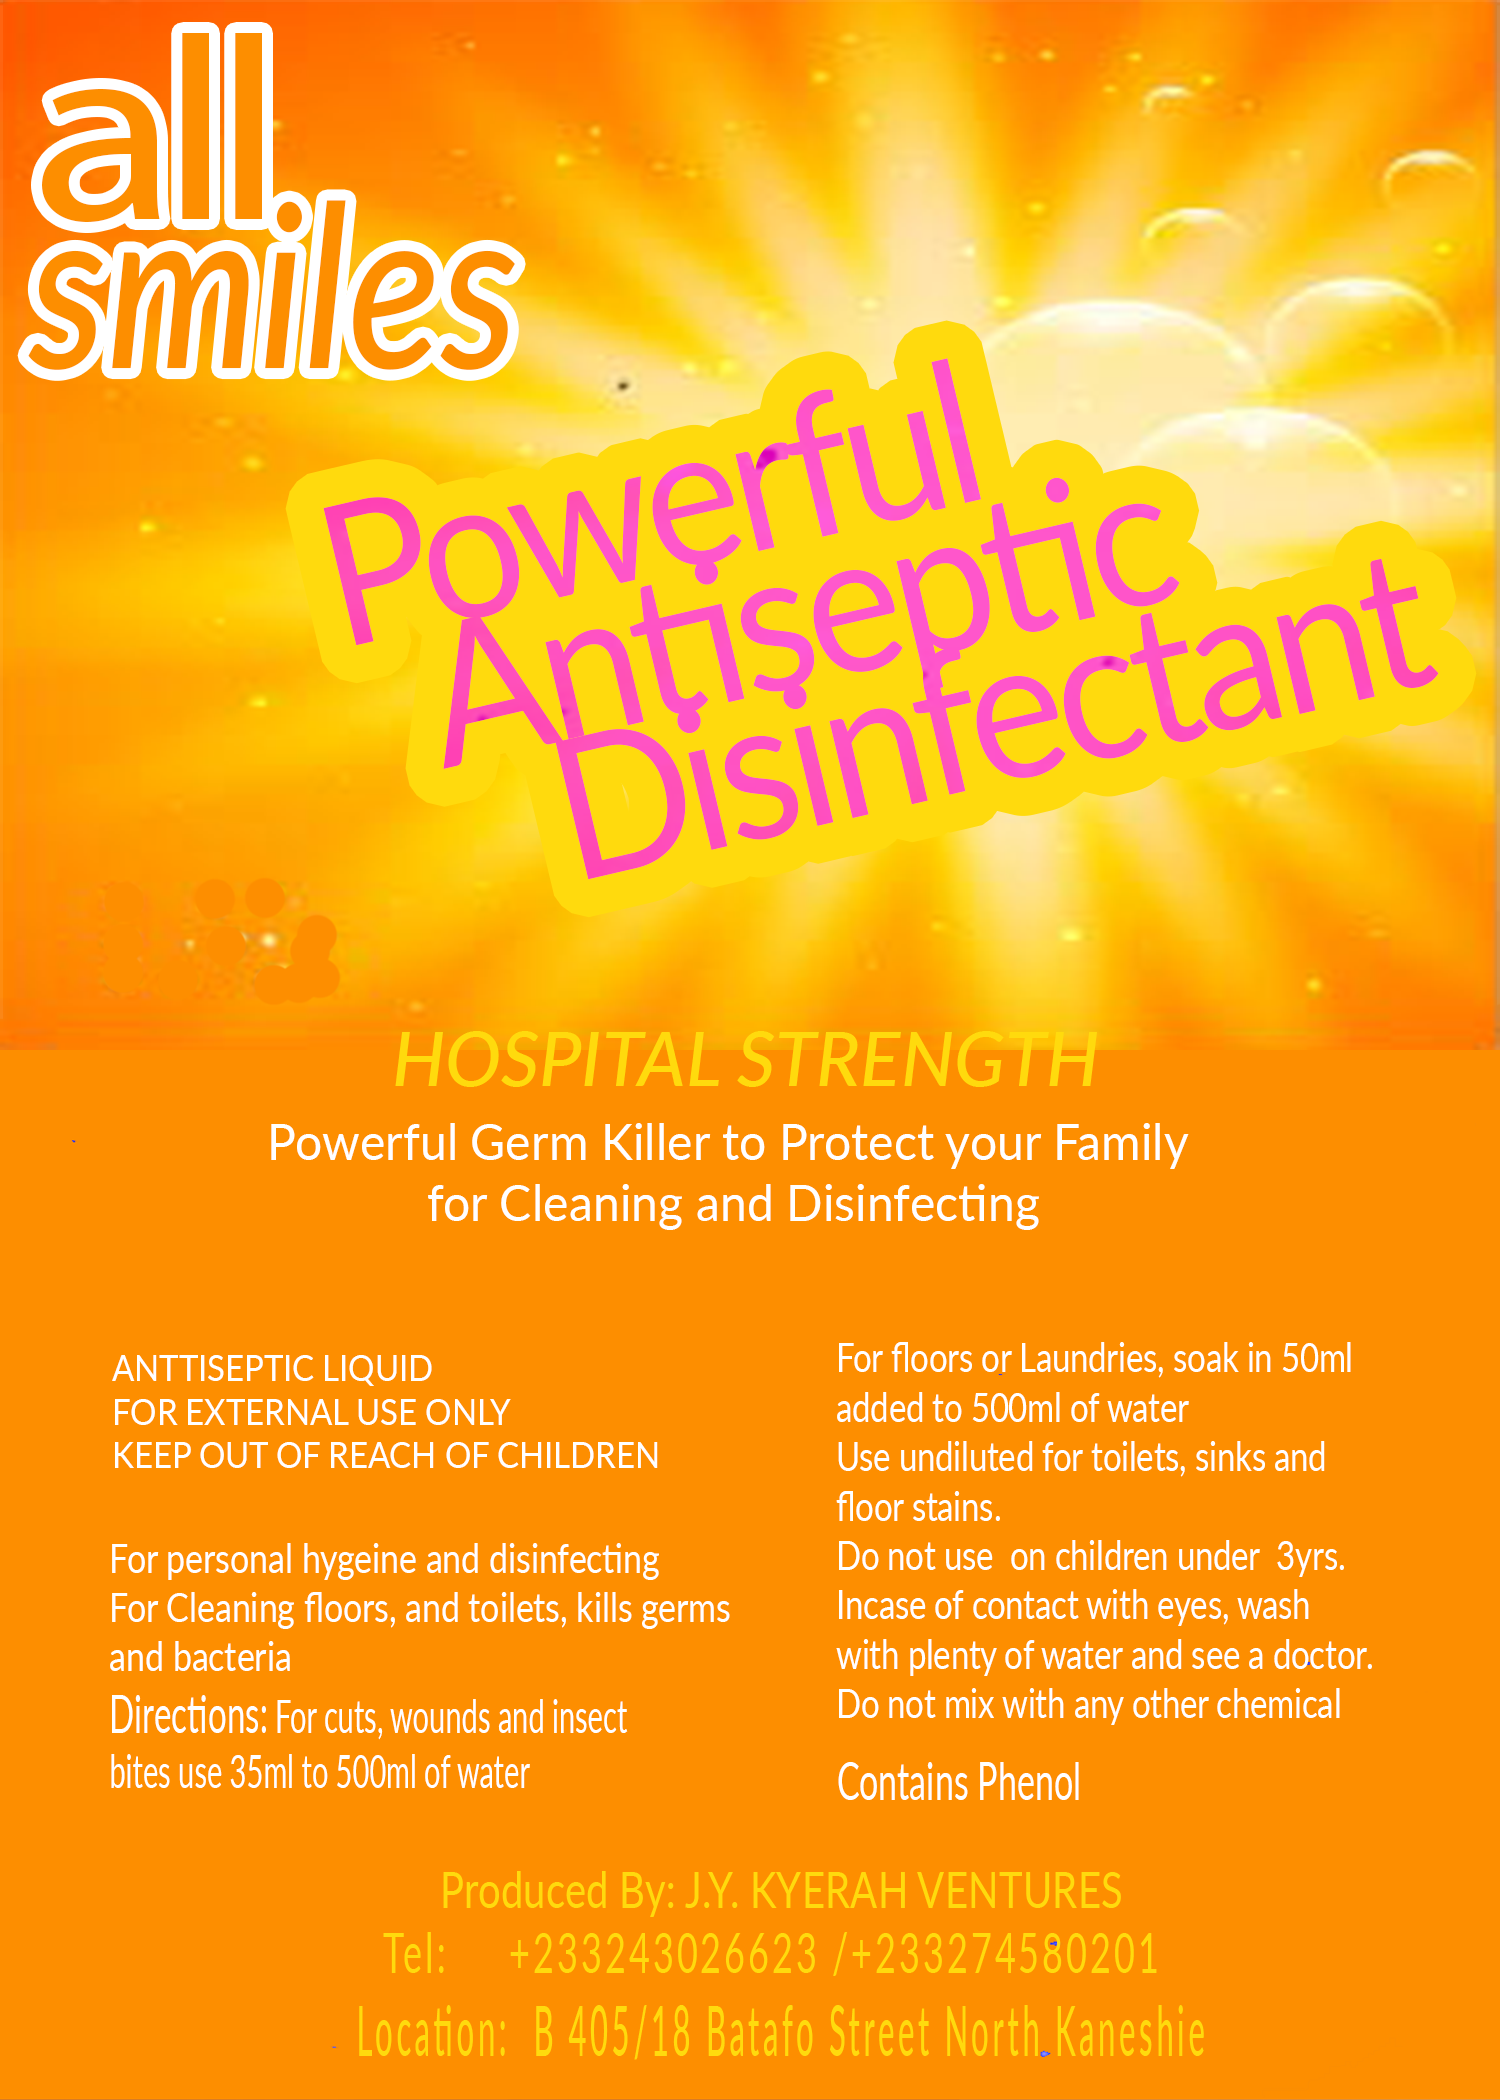 all
smiles
Powerful
Antiseptic
Disinfectant
HOSPITAL STRENGTH
Powerful Germ Killer to Protect your Family
for Cleaning and Disinfecting
ANTTISEPTIC LIQUID
FOR EXTERNAL USE ONLY
KEEP OUT OF REACH OF CHILDREN
For personal hygeine and disinfecting
For Cleaning floors, and toilets, kills germs
and bacteria
Directions: For cuts, wounds and insect
bites use 35ml to 500ml of water
For floors or Laundries, soak in 50ml
added to 500ml of water
Use undiluted for toilets, sinks and
floor stains.
Do not use on children under 3yrs.
Incase of contact with eyes, wash
with plenty of water and see a doctor.
Do not mix with any other chemical
Contains Phenol
Produced By: J.Y. KYERAH VENTURES
Tel: +233243026623 /+233274580201
Location: B 405/18 Batafo Street North Kaneshie